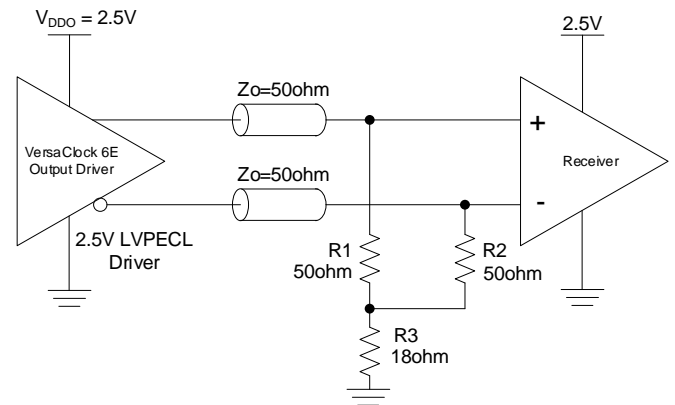 VDDO = 2.5V
2.5V
Zo=50ohm
VersaClock 6E
Output Driver
+
Receiver
Zo=50ohm
-
2.5V LVPECL
Driver
R1
50ohm
R2
50ohm
R3
18ohm